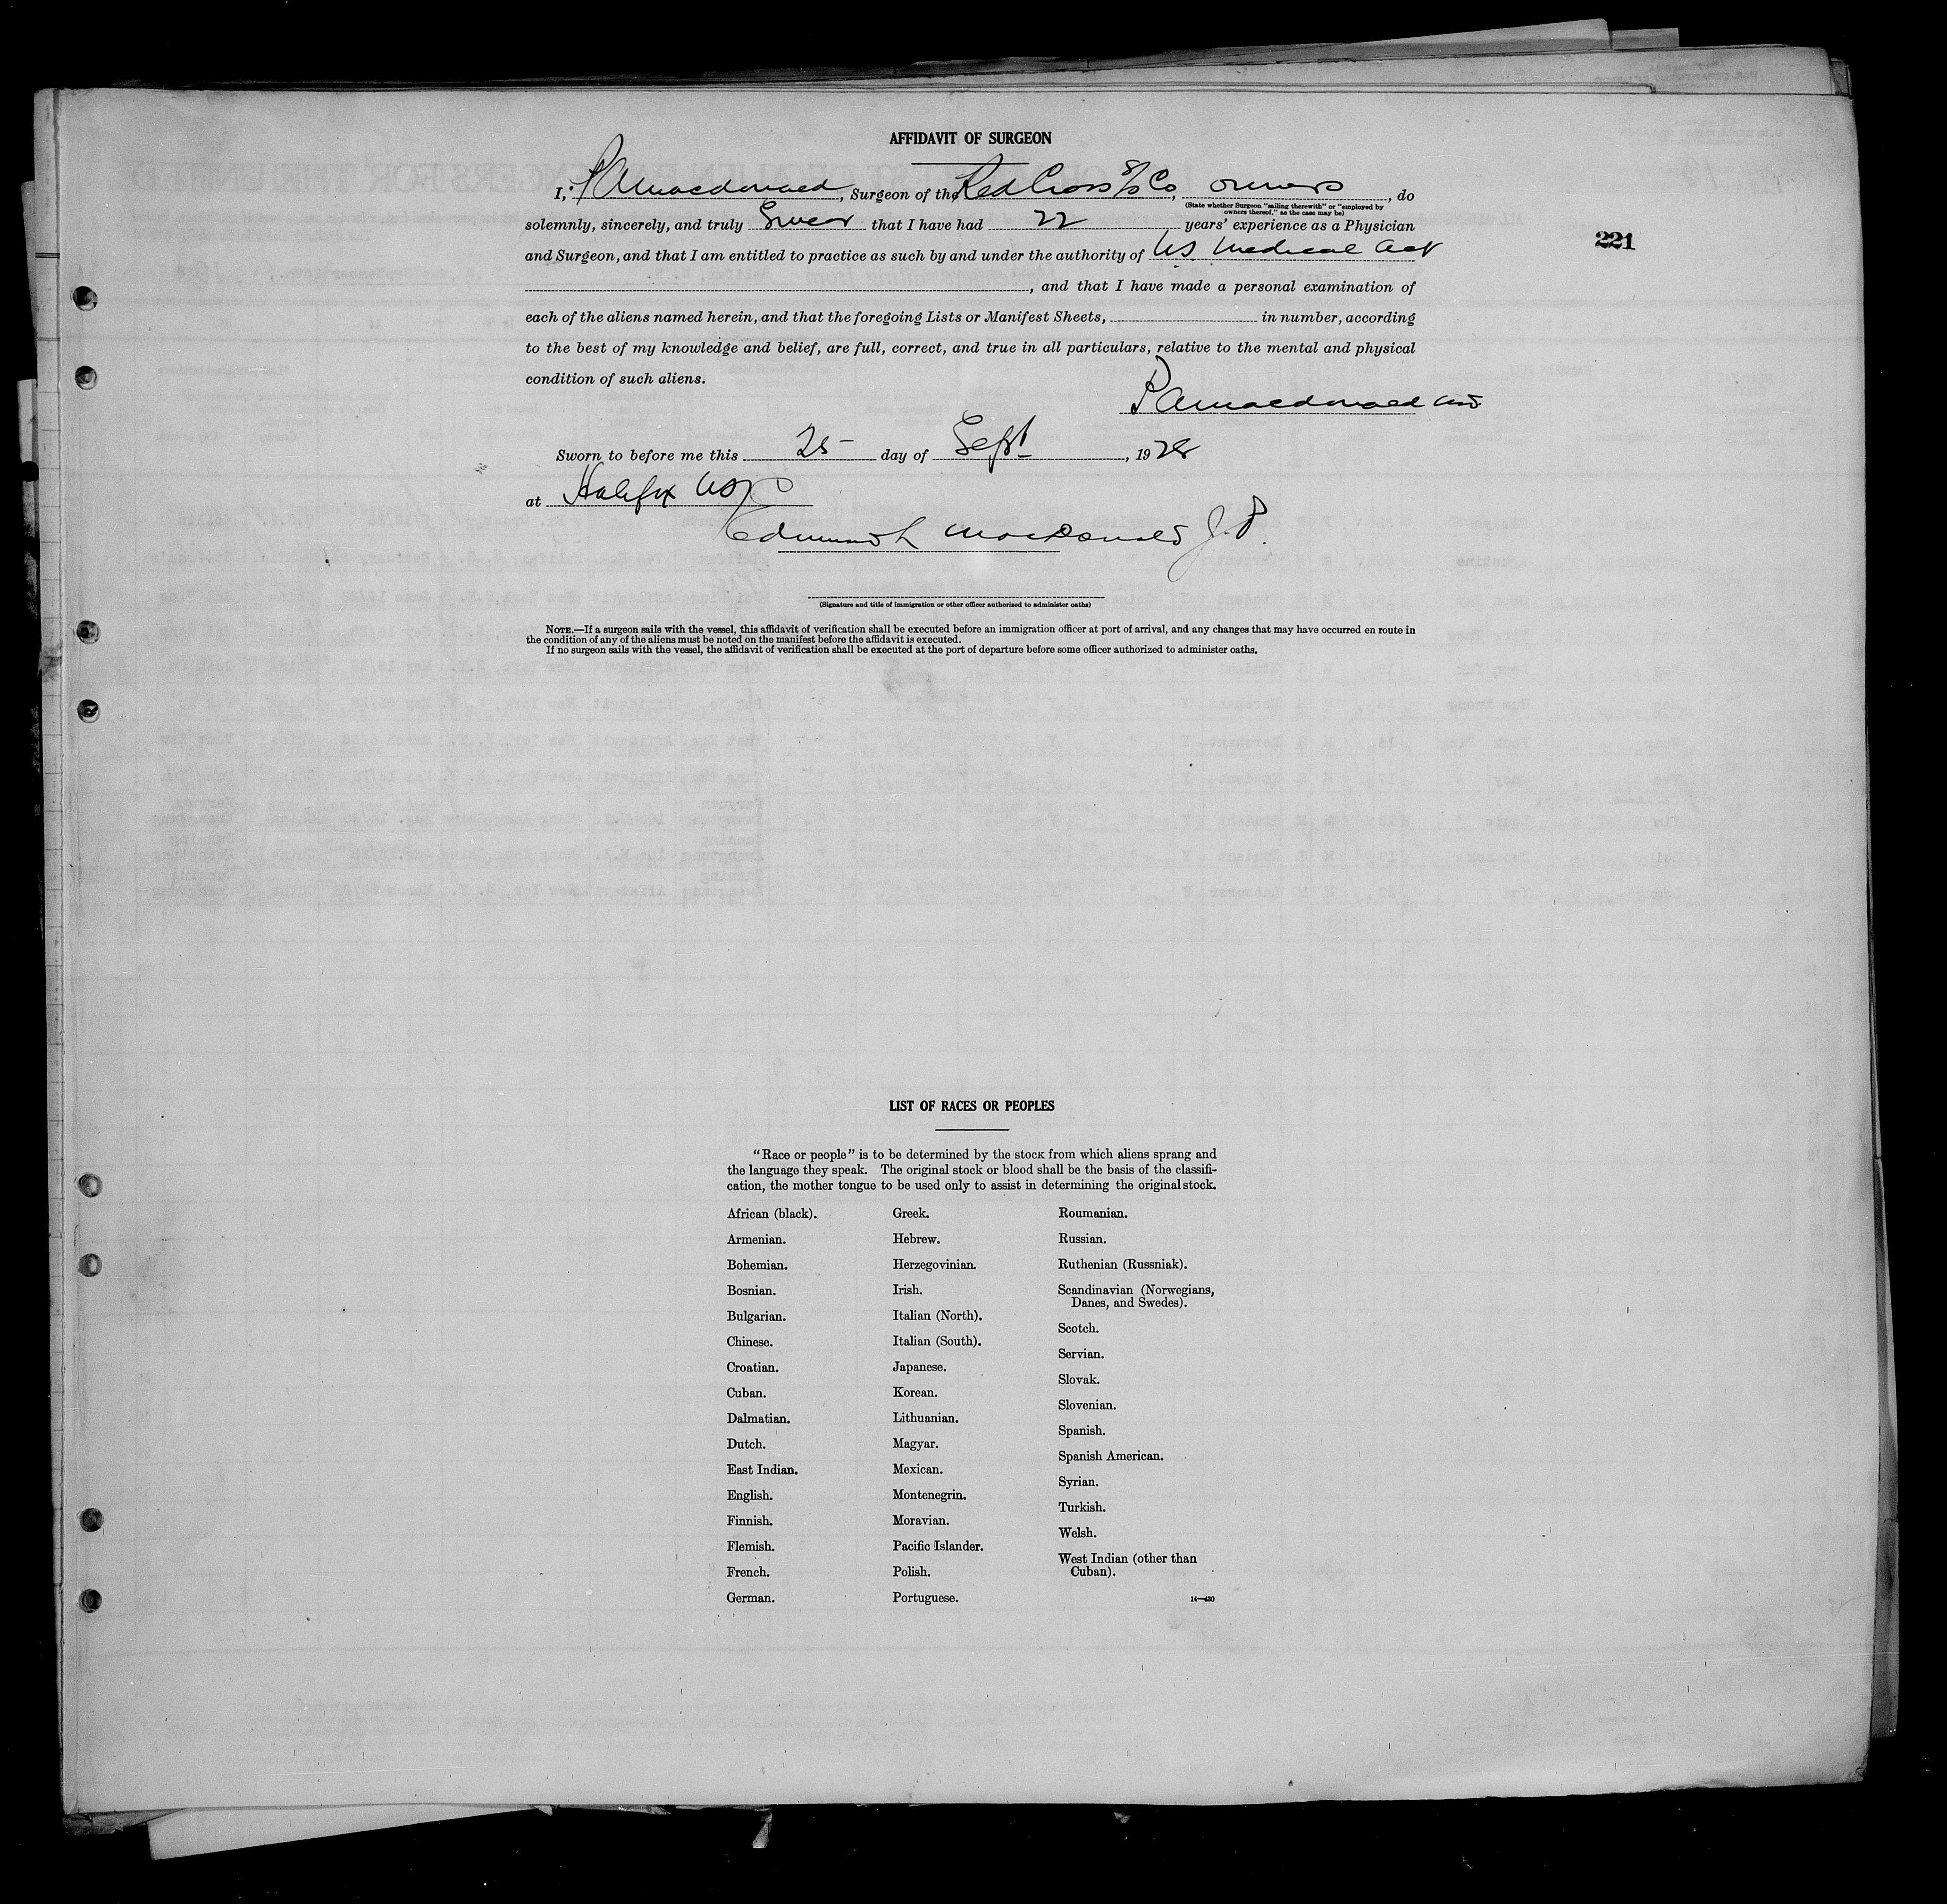 AFFIDAVIT OF SURGEON
I, P A Macdonald, Surgeon of the Red Cross S/S Co, owners, do
(State whether Surgeon "sailing therewith" or "employed by
owners thereof," as the case may be)
solemnly, sincerely, and truly Swear that I have had 22 years' experience as a Physician
221
and Surgeon, and that I am entitled to practice as such by and under the authority of NS Medical Act
, and that I have made a personal examination of
each of the aliens named herein, and that the foregoing Lists or Manifest Sheets, in number, according
to the best of my knowledge and belief, are full, correct, and true in all particulars, relative to the mental and physical
condition of such aliens.
P A Macdonald MD.
Sworn to before me this 25 day of Sept, 1928
at Halifax NS
Macdonald J.P.
(Signature and title of immigration or other officer authorized to administer oaths)
NOTE.—If a surgeon sails with the vessel, this affidavit of verification shall be executed before an immigration officer at port of arrival, and any changes that may have occurred en route in
the condition of any of the aliens must be noted on the manifest before the affidavit is executed.
If no surgeon sails with the vessel, the affidavit of verification shall be executed at the port of departure before some officer authorized to administer oaths.
LIST OF RACES OR PEOPLES
"Race or people" is to be determined by the stock from which aliens sprang and
the language they speak. The original stock or blood shall be the basis of the classifi-
cation, the mother tongue to be used only to assist in determining the original stock.
African (black).
Armenian.
Bohemian.
Bosnian.
Bulgarian.
Chinese.
Croatian.
Cuban.
Dalmatian.
Dutch.
East Indian.
English.
Finnish.
Flemish.
French.
German.
Greek.
Hebrew.
Herzegovinian.
Irish.
Italian (North).
Italian (South).
Japanese.
Korean.
Lithuanian.
Magyar.
Mexican.
Montenegrin.
Moravian.
Pacific Islander.
Polish.
Portuguese.
Roumanian.
Russian.
Ruthenian (Russniak).
Scandinavian (Norwegians,
Danes, and Swedes).
Scotch.
Servian.
Slovak.
Slovenian.
Spanish.
Spanish American.
Syrian.
Turkish.
Welsh.
West Indian (other than
Cuban).
14—430